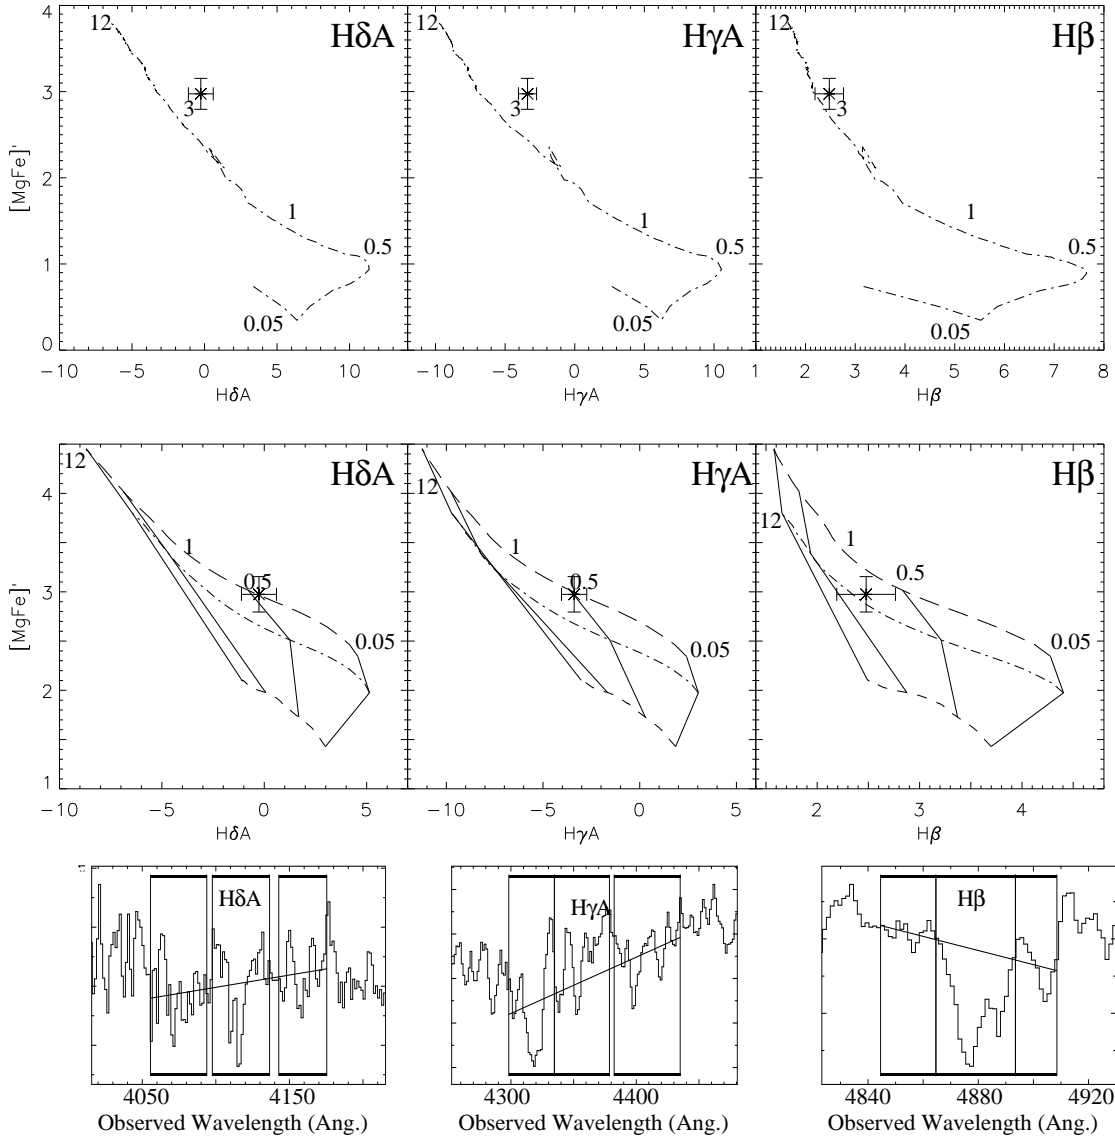 4
12
HδA
12
HγA
12
Hβ
3
3
3
3
[MgFe]'
2
1
1
1
1
0.5
0.5
0.5
0.05
0.05
0.05
0
−10 −5 0 5 10
−10 −5 0 5 10
1 2 3 4 5 6 7 8
HδA
HγA
Hβ
12
HδA
12
HγA
12
Hβ
4
1
1
1
0.5
0.5
0.5
3
[MgFe]'
0.05
0.05
0.05
2
1
−10 −5 0 5
−10 −5 0 5
2 3 4
HδA
HγA
Hβ
HδA
HγA
Hβ
4050 4150
4300 4400
4840 4880 4920
Observed Wavelength (Ang.)
Observed Wavelength (Ang.)
Observed Wavelength (Ang.)